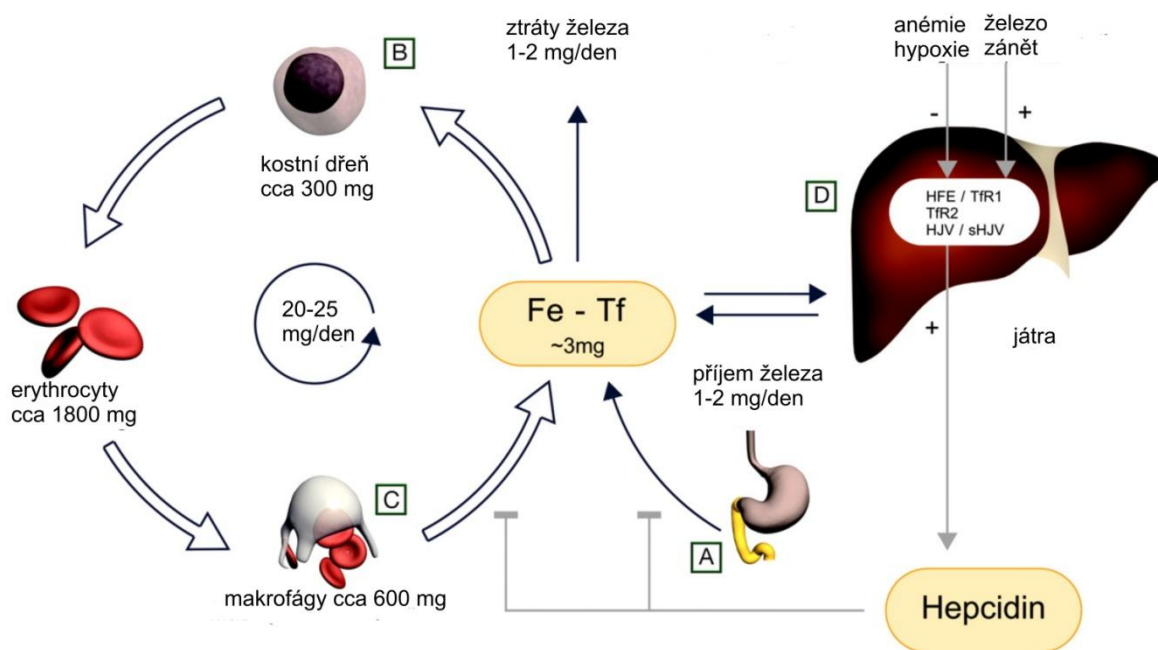 ztráty železa
1-2 mg/den
anémie
hypoxie
železo
zánět
B
-
+
kostní dřeň
cca 300 mg
D
HFE / TfR1
TfR2
HJV / sHJV
20-25
mg/den
Fe - Tf
~3mg
+
játra
erythrocyty
cca 1800 mg
příjem železa
1-2 mg/den
C
A
makrofágy cca 600 mg
Hepcidin